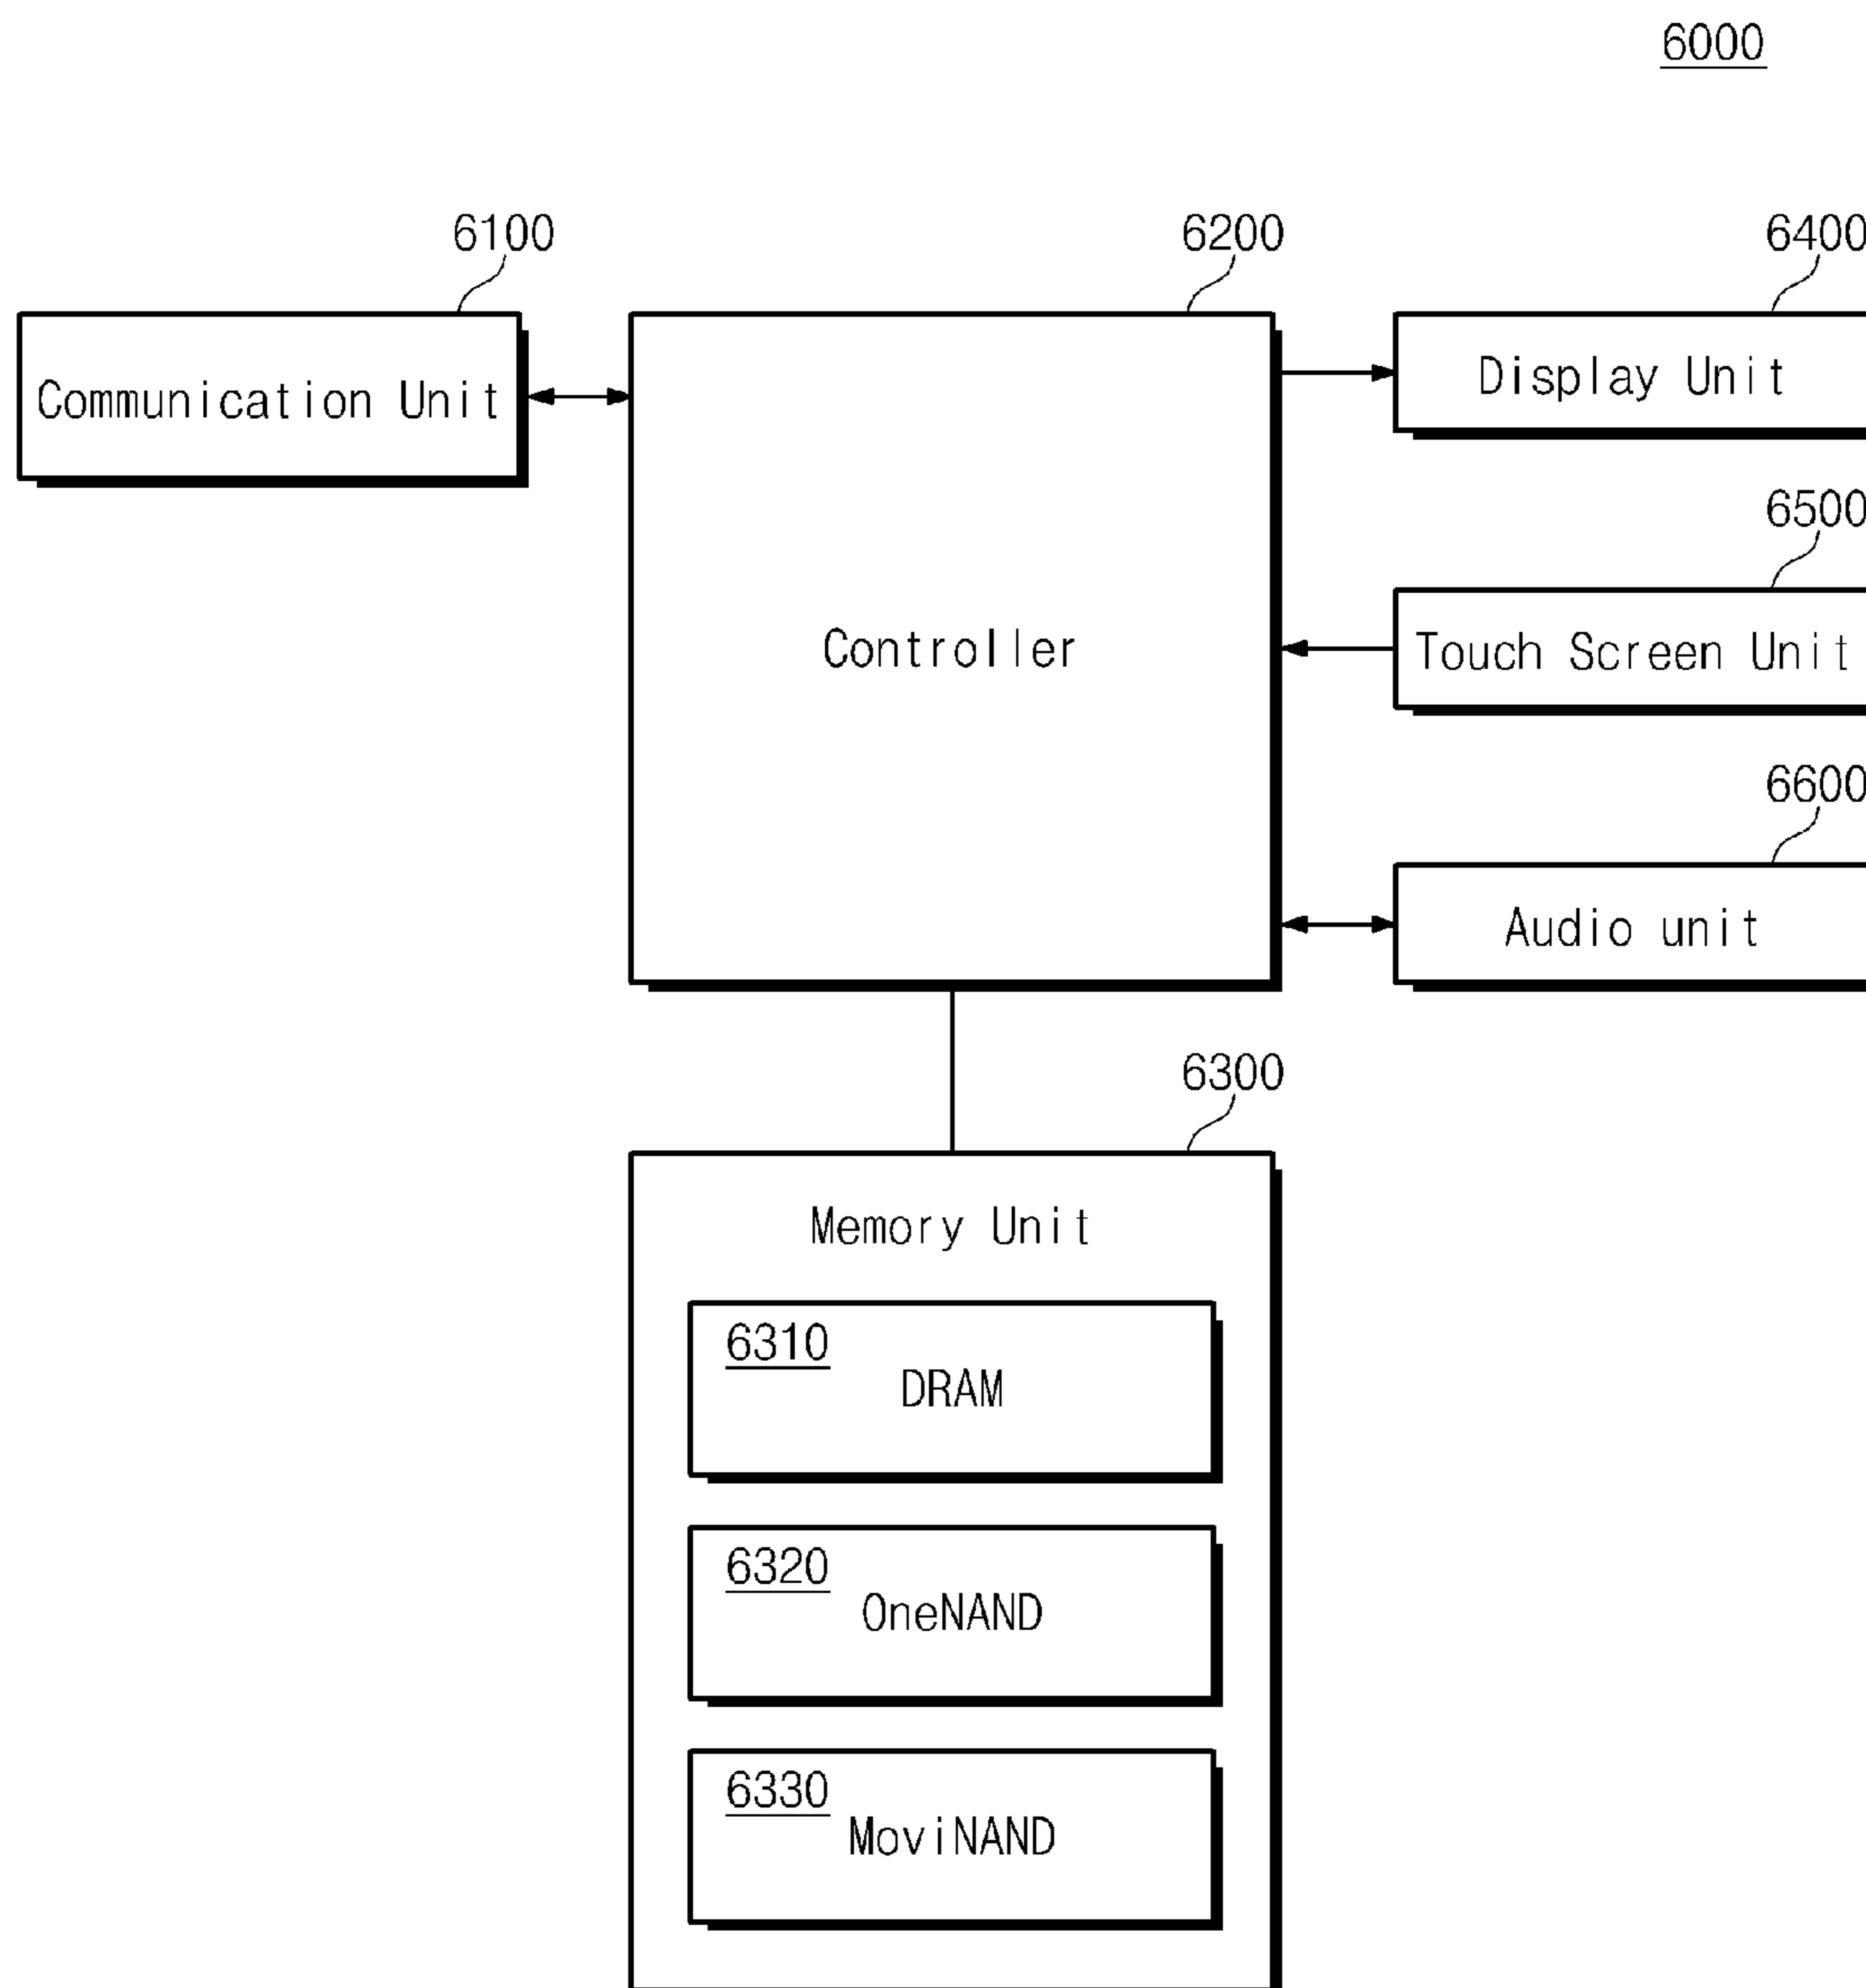 6000
6100
6200
6400
Communication Unit
Display Unit
6500
Controller
Touch Screen Unit
6600
Audio unit
6300
Memory Unit
6310
DRAM
6320
OneNAND
6330
MoviNAND